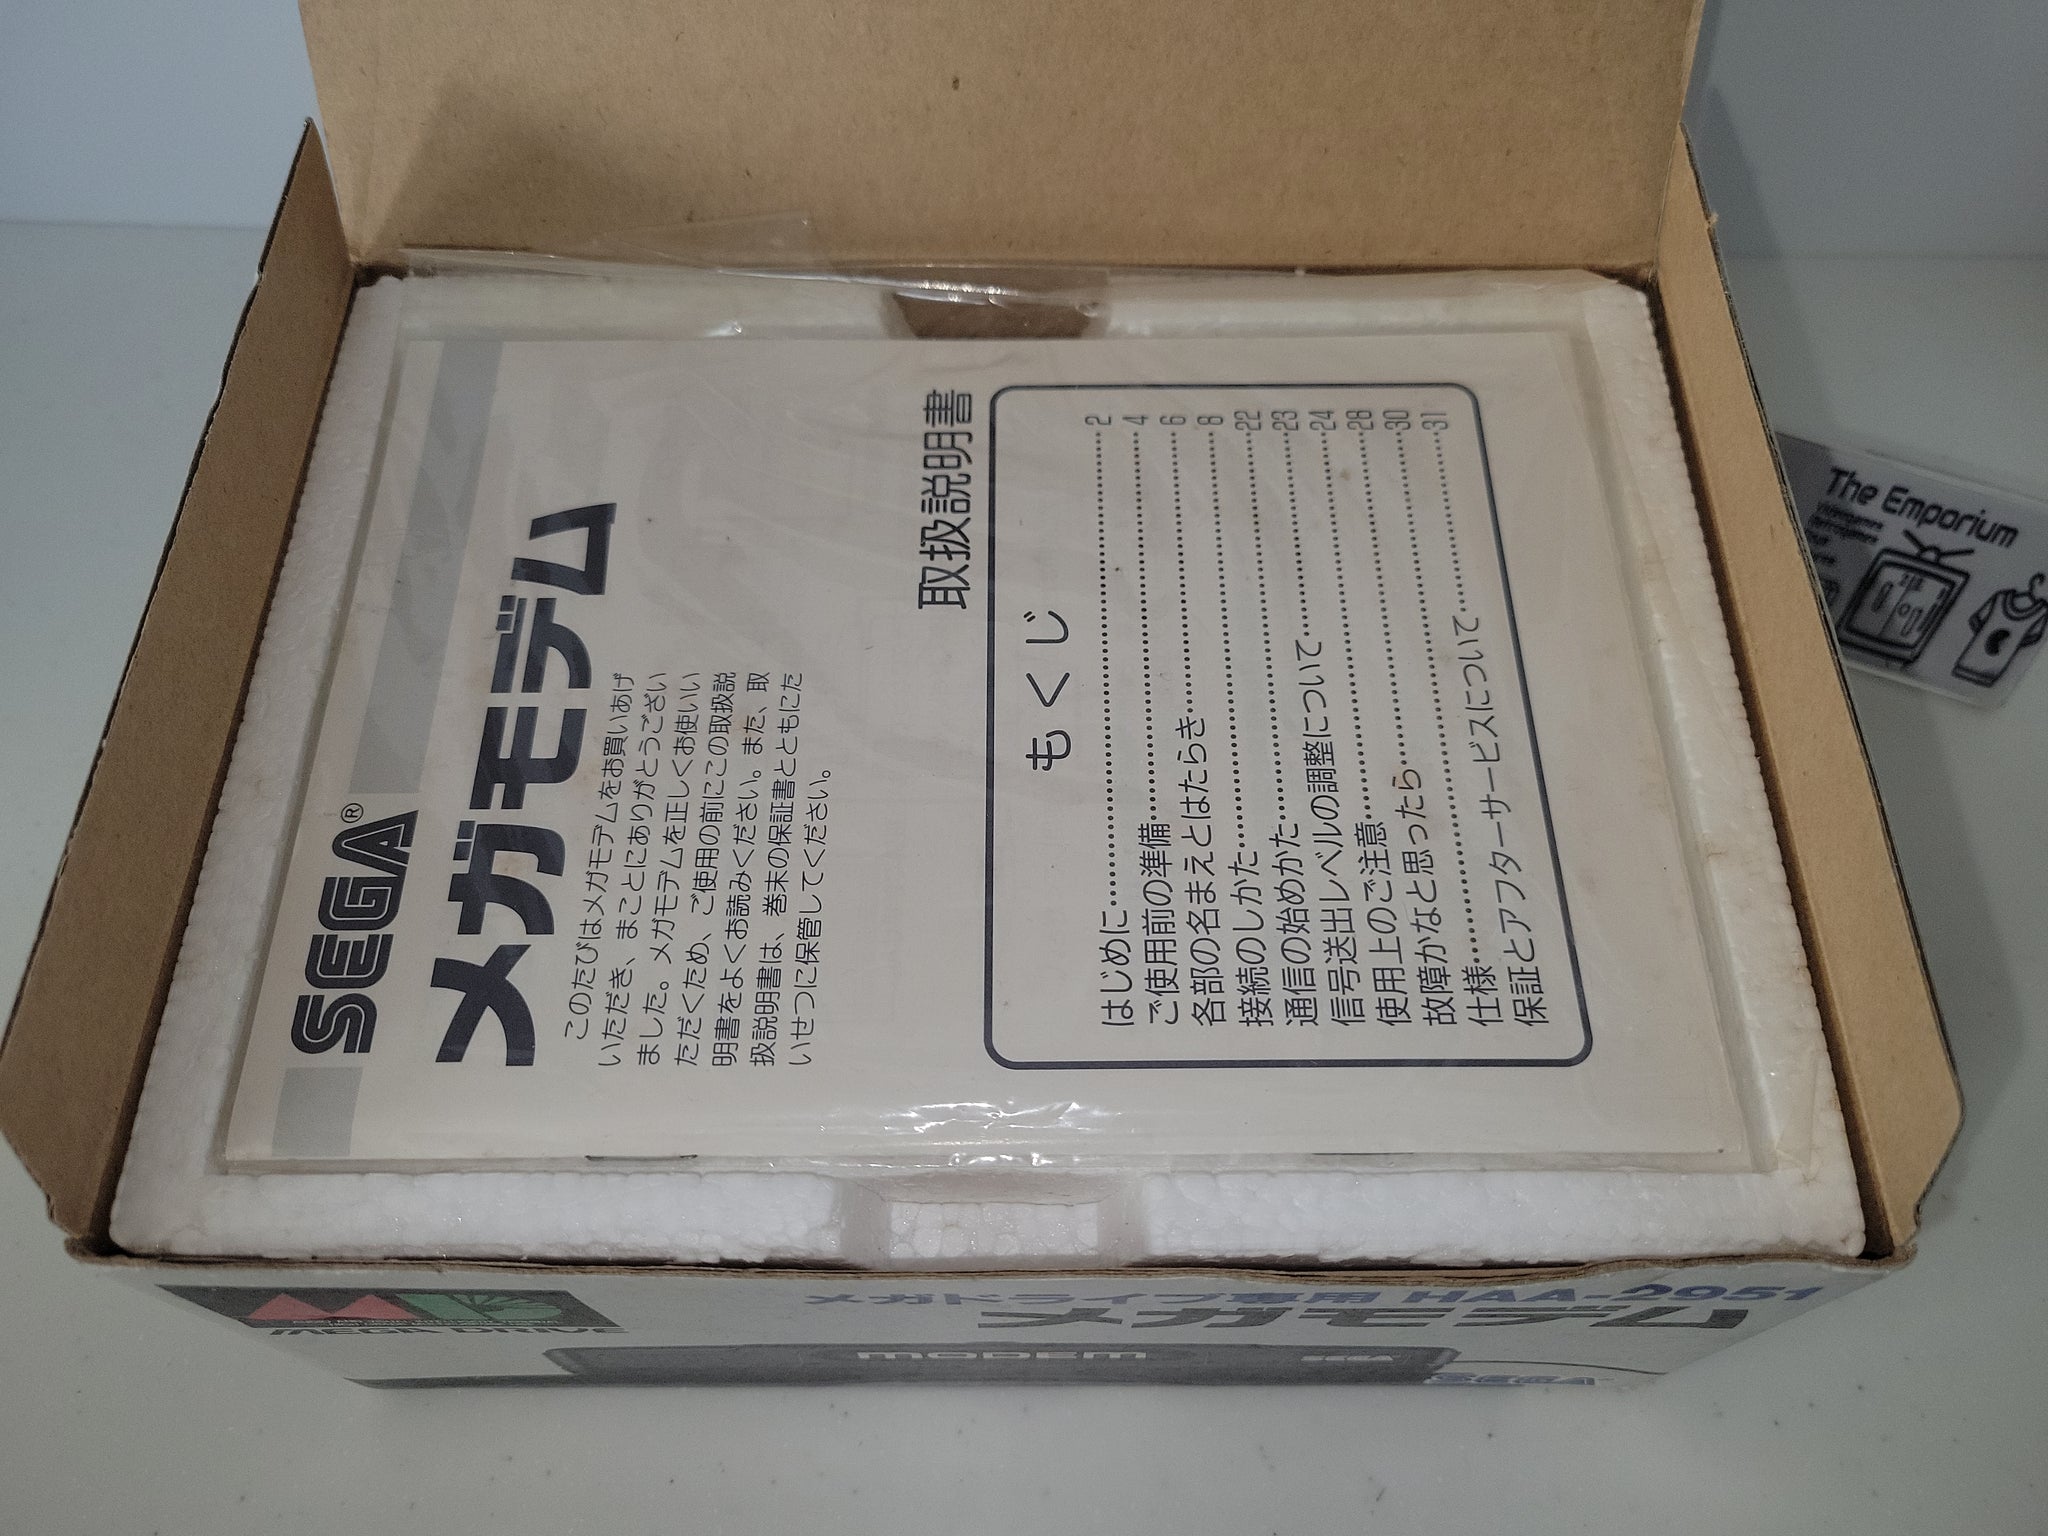 SEGA®
メガモデム
このたびはメガモデムをお買いあげ
いただき、まことにありがとうござい
ました。メガモデムを正しくお使いい
ただくため、ご使用の前にこの取扱説
明書をよくお読みください。また、取
扱説明書は、巻末の保証書とともにた
いせつに保管してください。
取扱説明書
もくじ
はじめに 2
ご使用前の準備 4
各部の名まえとはたらき 6
接続のしかた 8
通信の始めかた 22
信号送出レベルの調整について 23
使用上のご注意 24
故障かなと思ったら 28
仕様 30
保証とアフターサービスについて 31
MEGA DRIVE
メガドライブ専用 HAA-2951
メガモデム
MODEM
SEGA
SEGA
The Emporium